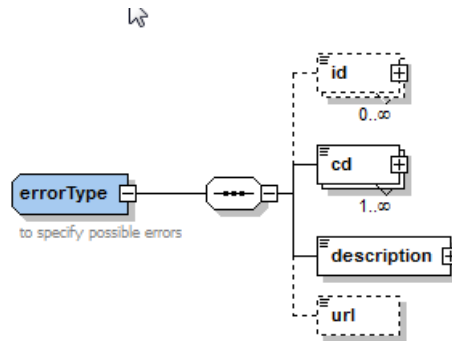 id
0..∞
cd
1..∞
errorType
to specify possible errors
description
url